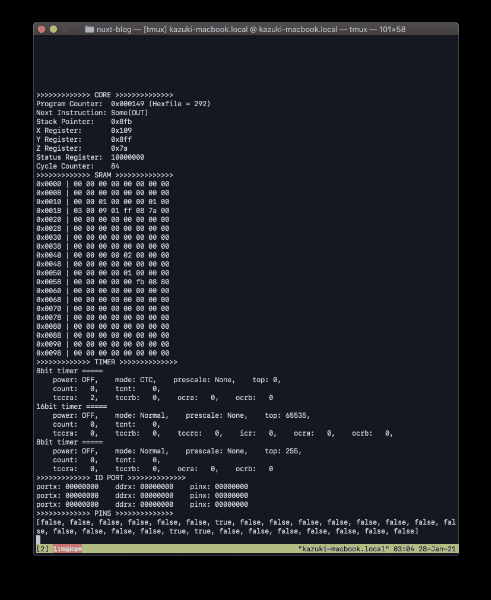 nuxt-blog — [tmux] kazuki-macbook.local @ kazuki-macbook.local — tmux — 101×58
>>>>>>>>>>>>> CORE >>>>>>>>>>>>>>
Program Counter:  0x000149 (Hexfile = 292)
Next Instruction: Some(OUT)
Stack Pointer:    0x8fb
X Register:       0x109
Y Register:       0x8ff
Z Register:       0x7a
Status Register:  10000000
Cycle Counter:    84
>>>>>>>>>>>>> SRAM >>>>>>>>>>>>>>
0x0000 | 00 00 00 00 00 00 00 00
0x0008 | 00 00 00 00 00 00 00 00
0x0010 | 00 00 01 00 00 00 01 00
0x0018 | 03 00 09 01 ff 08 7a 00
0x0020 | 00 00 00 00 00 00 00 00
0x0028 | 00 00 00 00 00 00 00 00
0x0030 | 00 00 00 00 00 00 00 00
0x0038 | 00 00 00 00 00 00 00 00
0x0040 | 00 00 00 00 02 00 00 00
0x0048 | 00 00 00 00 00 00 00 00
0x0050 | 00 00 00 00 01 00 00 00
0x0058 | 00 00 00 00 00 fb 08 80
0x0060 | 00 00 00 00 00 00 00 00
0x0068 | 00 00 00 00 00 00 00 00
0x0070 | 00 00 00 00 00 00 00 00
0x0078 | 00 00 00 00 00 00 00 00
0x0080 | 00 00 00 00 00 00 00 00
0x0088 | 00 00 00 00 00 00 00 00
0x0090 | 00 00 00 00 00 00 00 00
0x0098 | 00 00 00 00 00 00 00 00
>>>>>>>>>>>>> TIMER >>>>>>>>>>>>>>
8bit timer =====
    power: OFF,    mode: CTC,    prescale: None,    top: 0,
    count:   0,    tcnt:    0,
    tccra:   2,    tccrb:   0,    ocra:   0,    ocrb:   0
16bit timer =====
    power: OFF,    mode: Normal,    prescale: None,    top: 65535,
    count:   0,    tcnt:    0,
    tccra:   0,    tccrb:   0,    tccrc:   0,    icr:   0,    ocra:   0,    ocrb:   0,
8bit timer =====
    power: OFF,    mode: Normal,    prescale: None,    top: 255,
    count:   0,    tcnt:    0,
    tccra:   0,    tccrb:   0,    ocra:   0,    ocrb:   0
>>>>>>>>>>>>> IO PORT >>>>>>>>>>>>>>
portx: 00000000    ddrx: 00000000    pinx: 00000000
portx: 00000000    ddrx: 00000000    pinx: 00000000
portx: 00000000    ddrx: 00000000    pinx: 00000000
>>>>>>>>>>>>> PINS >>>>>>>>>>>>>>
[false, false, false, false, false, false, true, false, false, false, false, false, false, false, fal
se, false, false, false, false, true, true, false, false, false, false, false, false, false]
[2] 1:make* "kazuki-macbook.local" 03:04 28-Jan-21